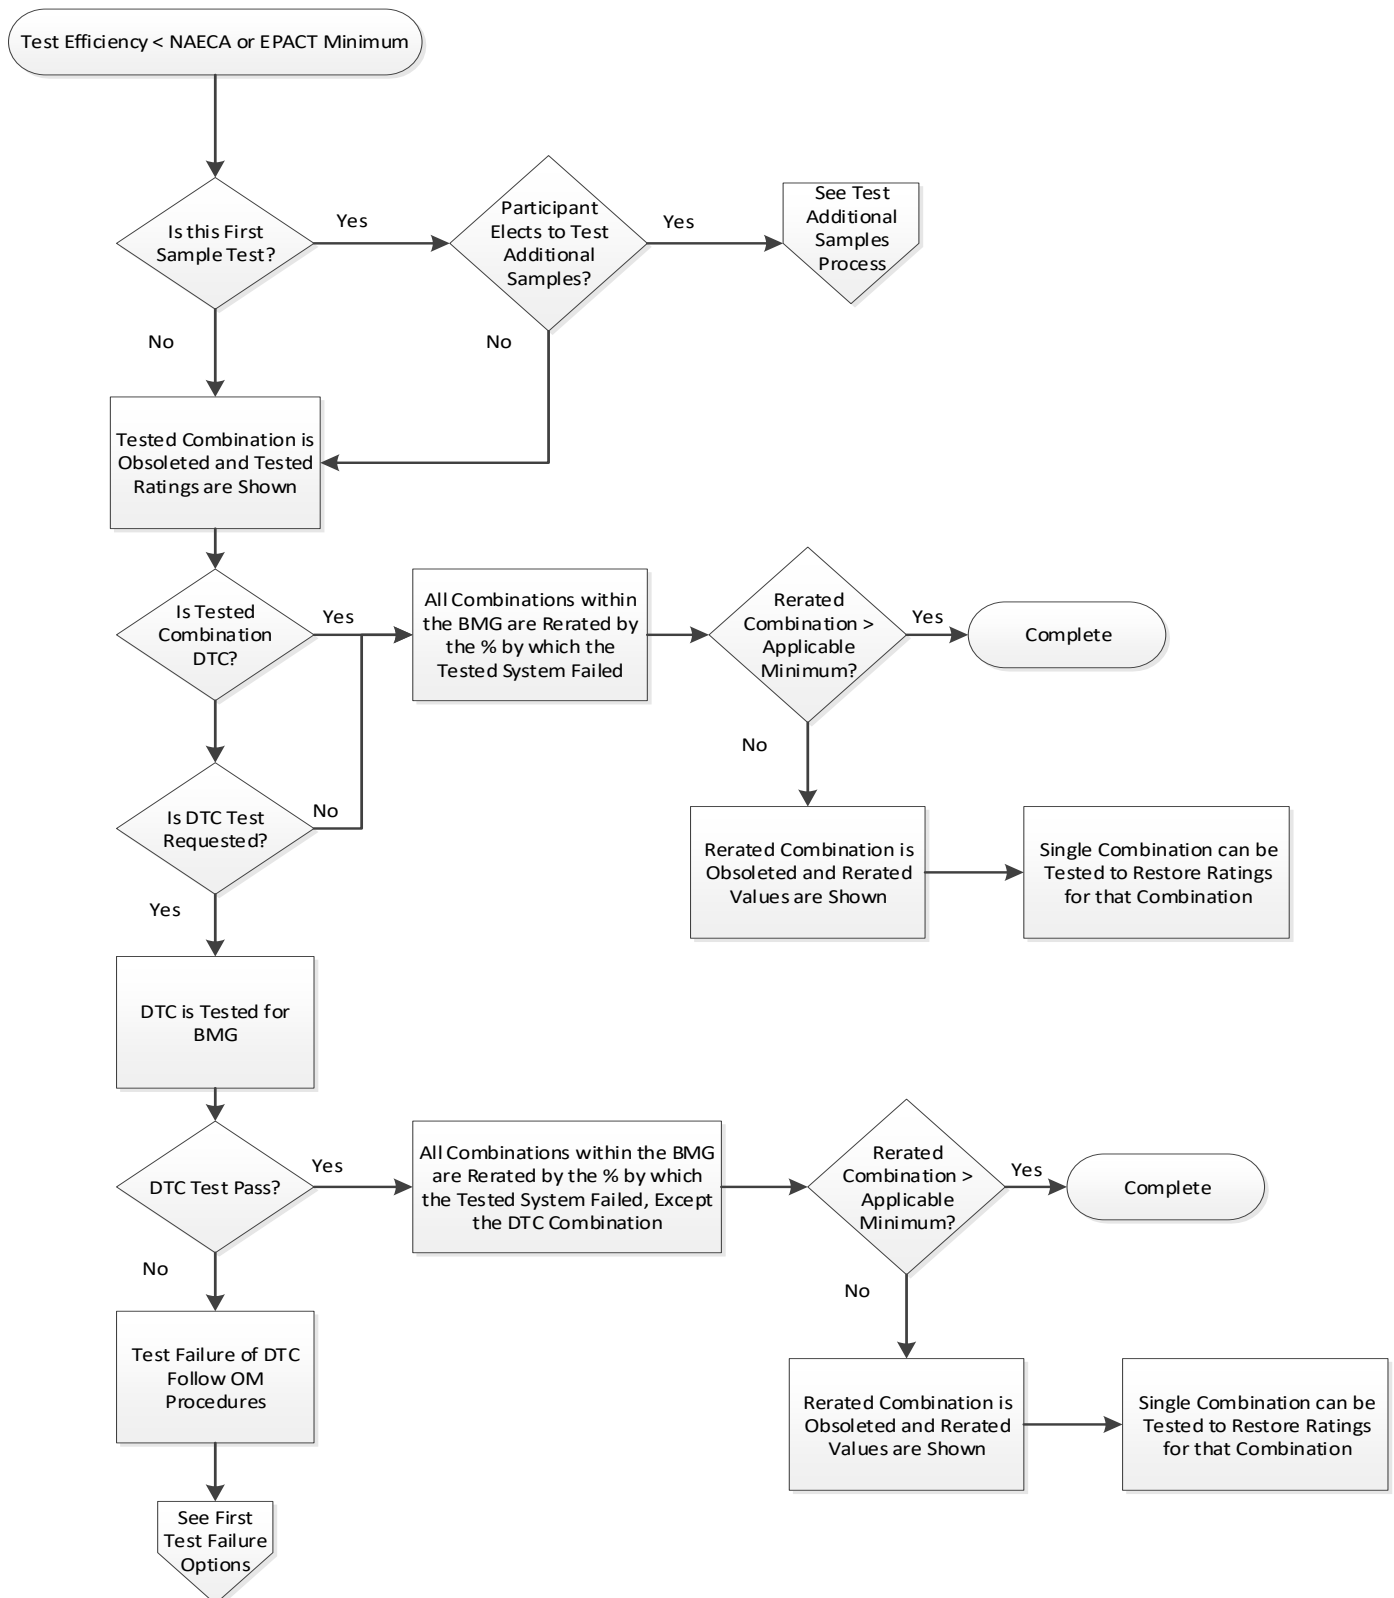 Test Efficiency < NAECA or EPACT Minimum
Is this First
Sample Test?
Yes
Participant
Elects to Test
Additional
Samples?
Yes
See Test
Additional
Samples
Process
No
No
Tested Combination is
Obsoleted and Tested
Ratings are Shown
Is Tested
Combination
DTC?
Yes
All Combinations within
the BMG are Rerated by
the % by which the
Tested System Failed
Rerated
Combination >
Applicable
Minimum?
Yes
Complete
No
Is DTC Test
Requested?
No
Rerated Combination is
Obsoleted and Rerated
Values are Shown
Single Combination can be
Tested to Restore Ratings
for that Combination
Yes
DTC is Tested for
BMG
DTC Test Pass?
Yes
All Combinations within the BMG
are Rerated by the % by which
the Tested System Failed, Except
the DTC Combination
Rerated
Combination >
Applicable
Minimum?
Yes
Complete
No
No
Test Failure of DTC
Follow OM
Procedures
Rerated Combination is
Obsoleted and Rerated
Values are Shown
Single Combination can be
Tested to Restore Ratings
for that Combination
See First
Test Failure
Options